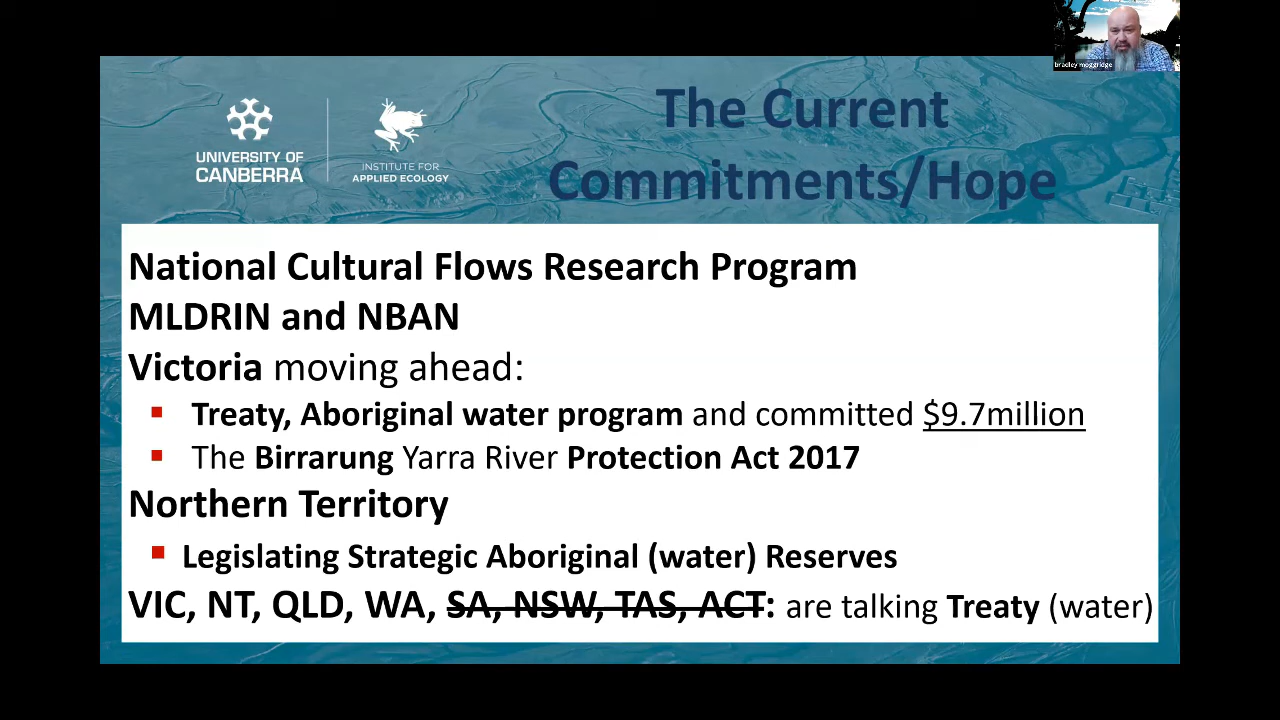 bradley moggridge
UNIVERSITY OF
CANBERRA
INSTITUTE FOR
APPLIED ECOLOGY
The Current
Commitments/Hope
National Cultural Flows Research Program
MLDRIN and NBAN
Victoria moving ahead:
▪ Treaty, Aboriginal water program and committed $9.7million
▪ The Birrarung Yarra River Protection Act 2017
Northern Territory
▪ Legislating Strategic Aboriginal (water) Reserves
VIC, NT, QLD, WA, SA, NSW, TAS, ACT: are talking Treaty (water)